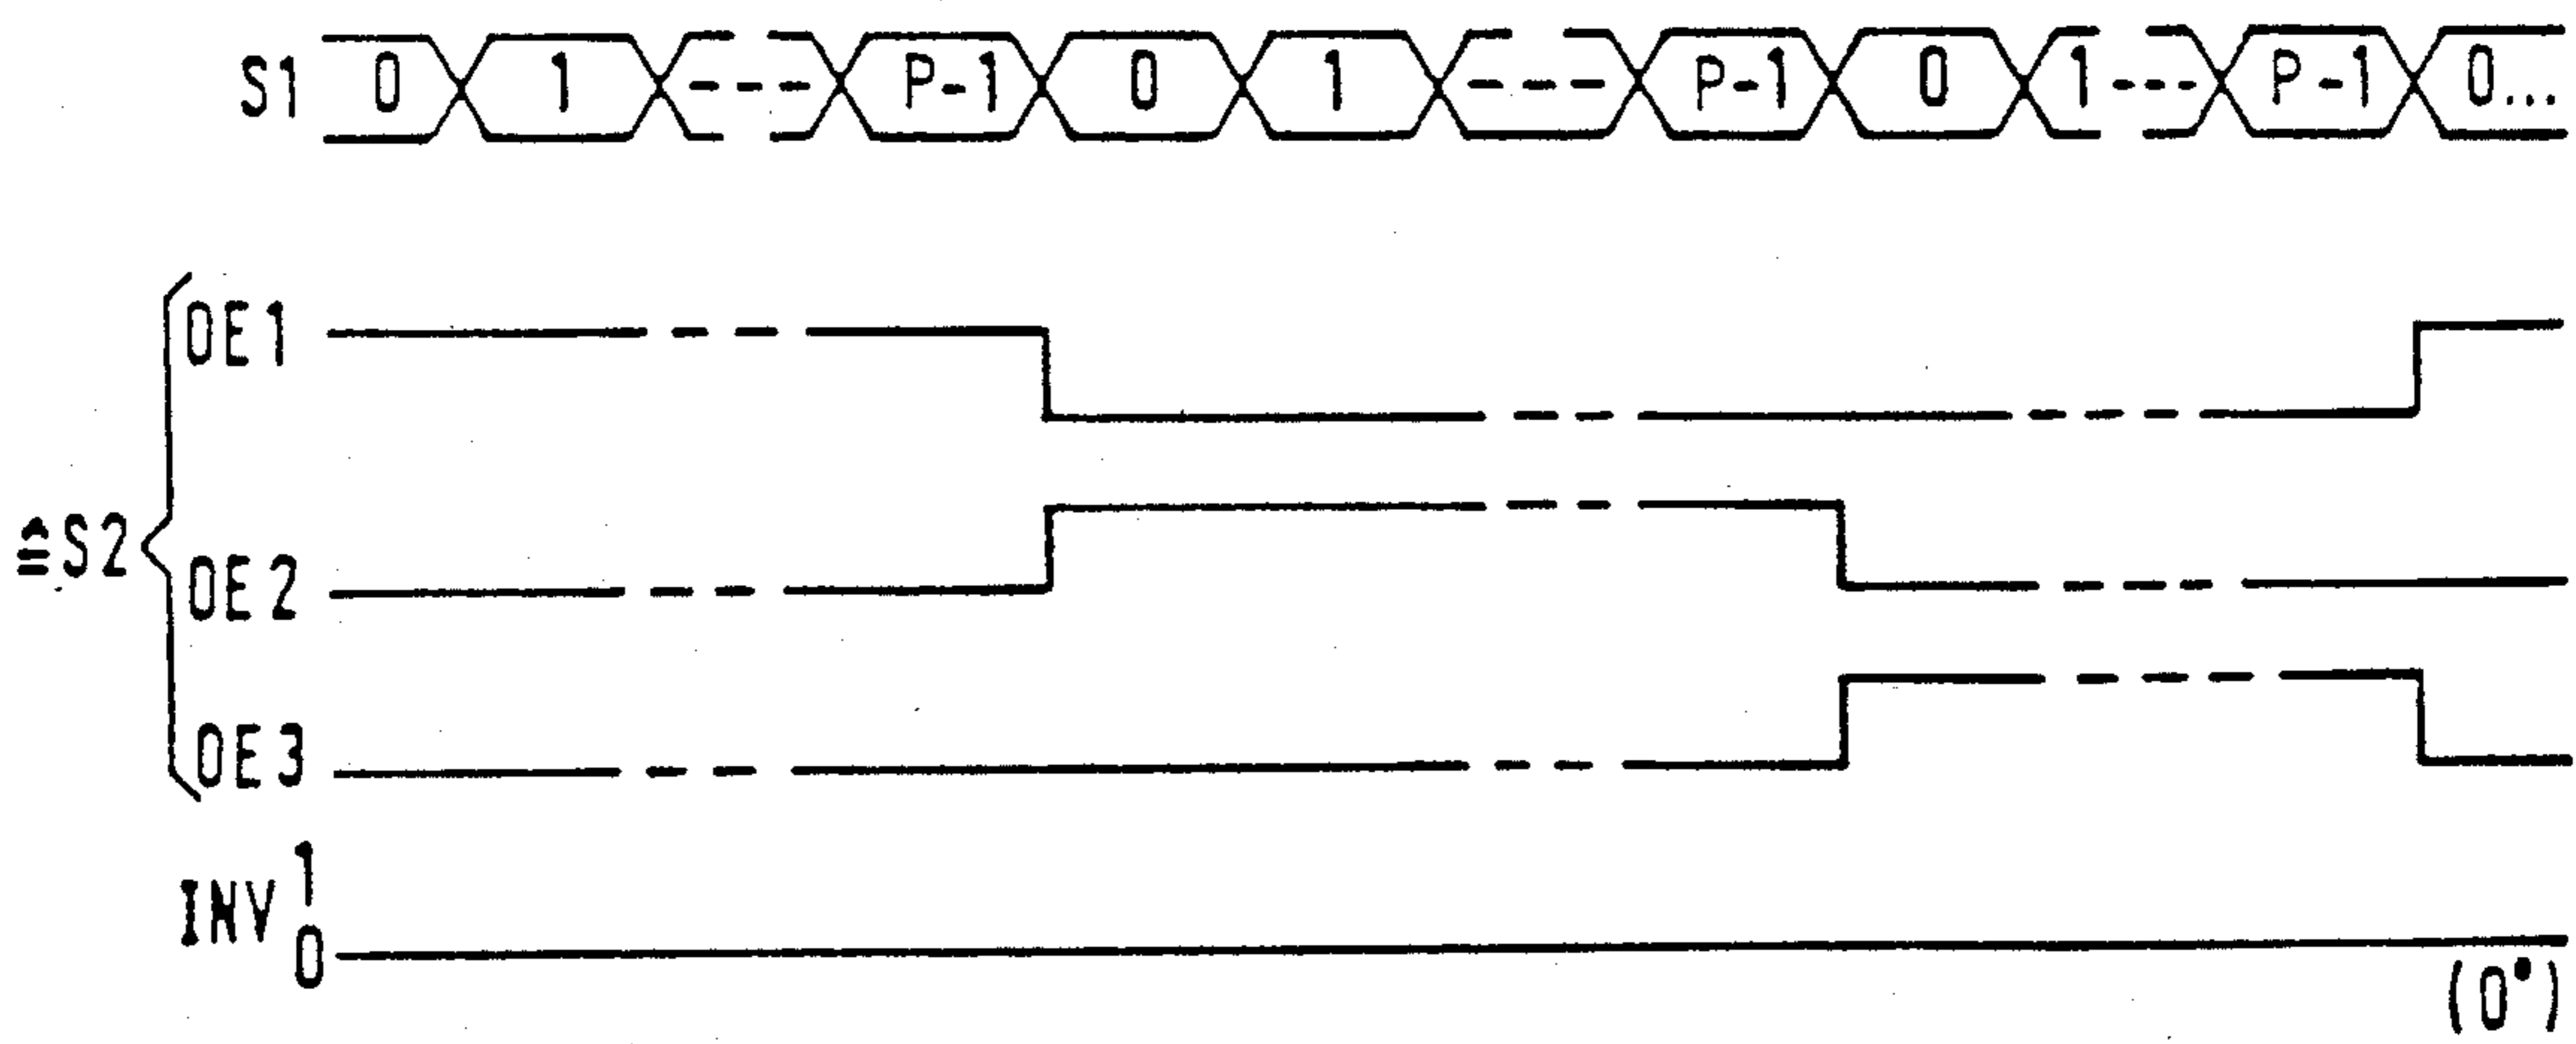 S1 0 1 --- P-1 0 1 --- P-1 0 1 --- P-1 0...
OE1
≙S2
OE2
OE3
1
INV
0
(0°)